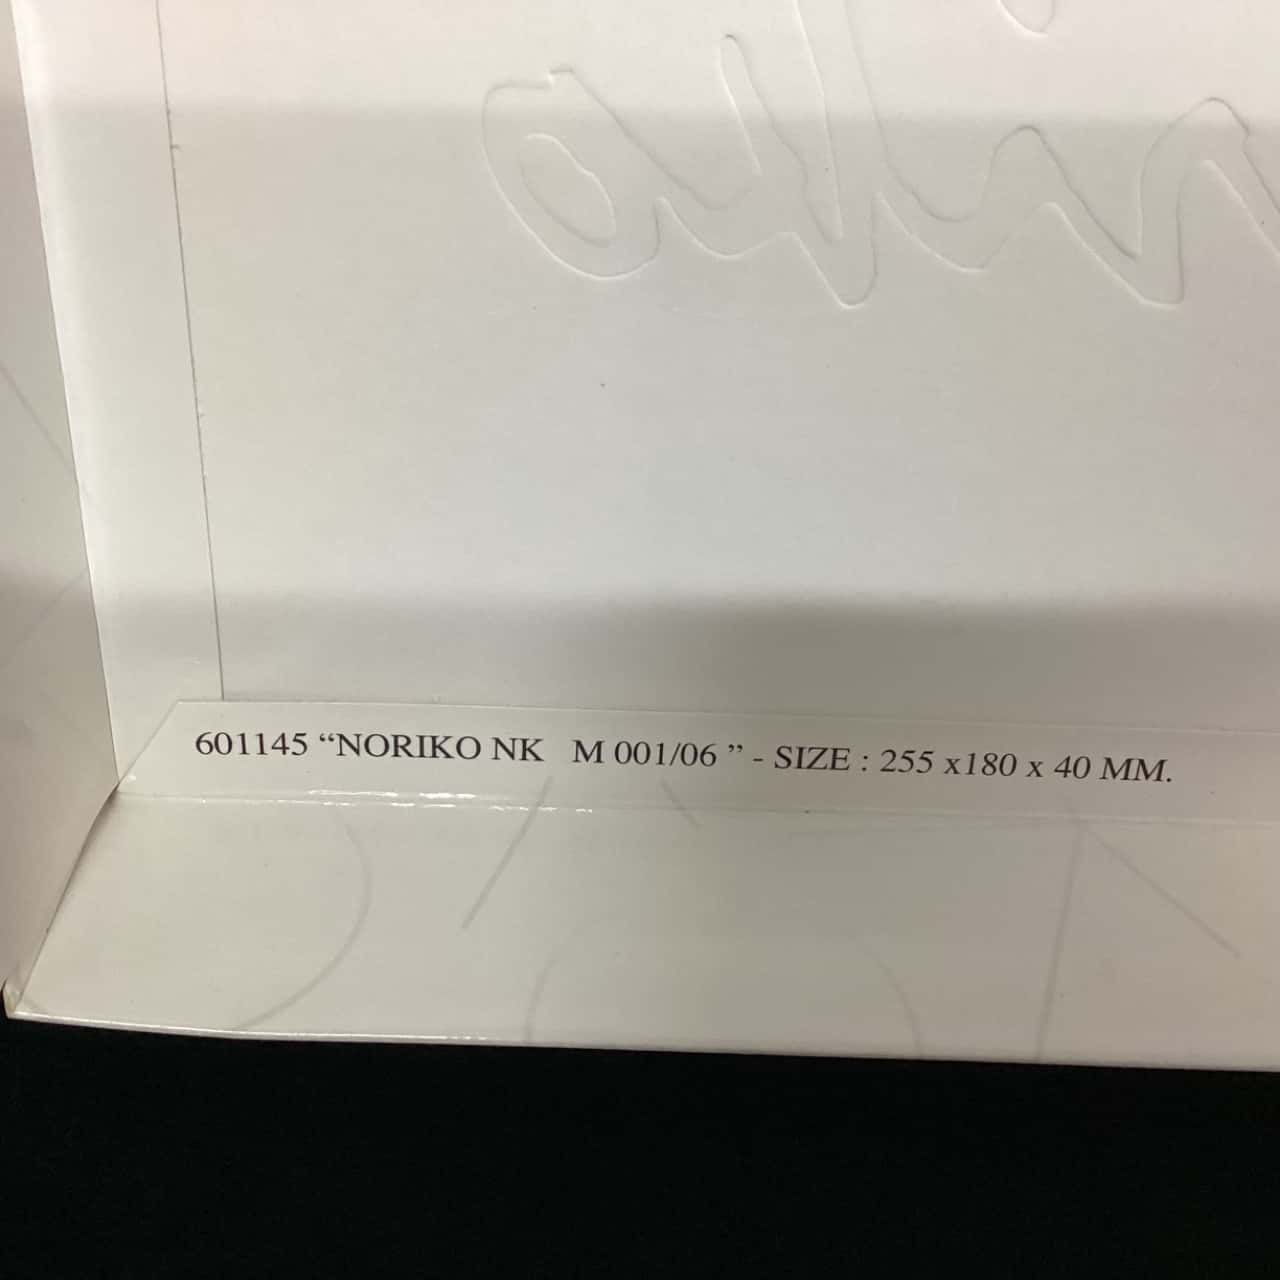 601145 “NORIKO NK M 001/06 ” - SIZE : 255 x180 x 40 MM.